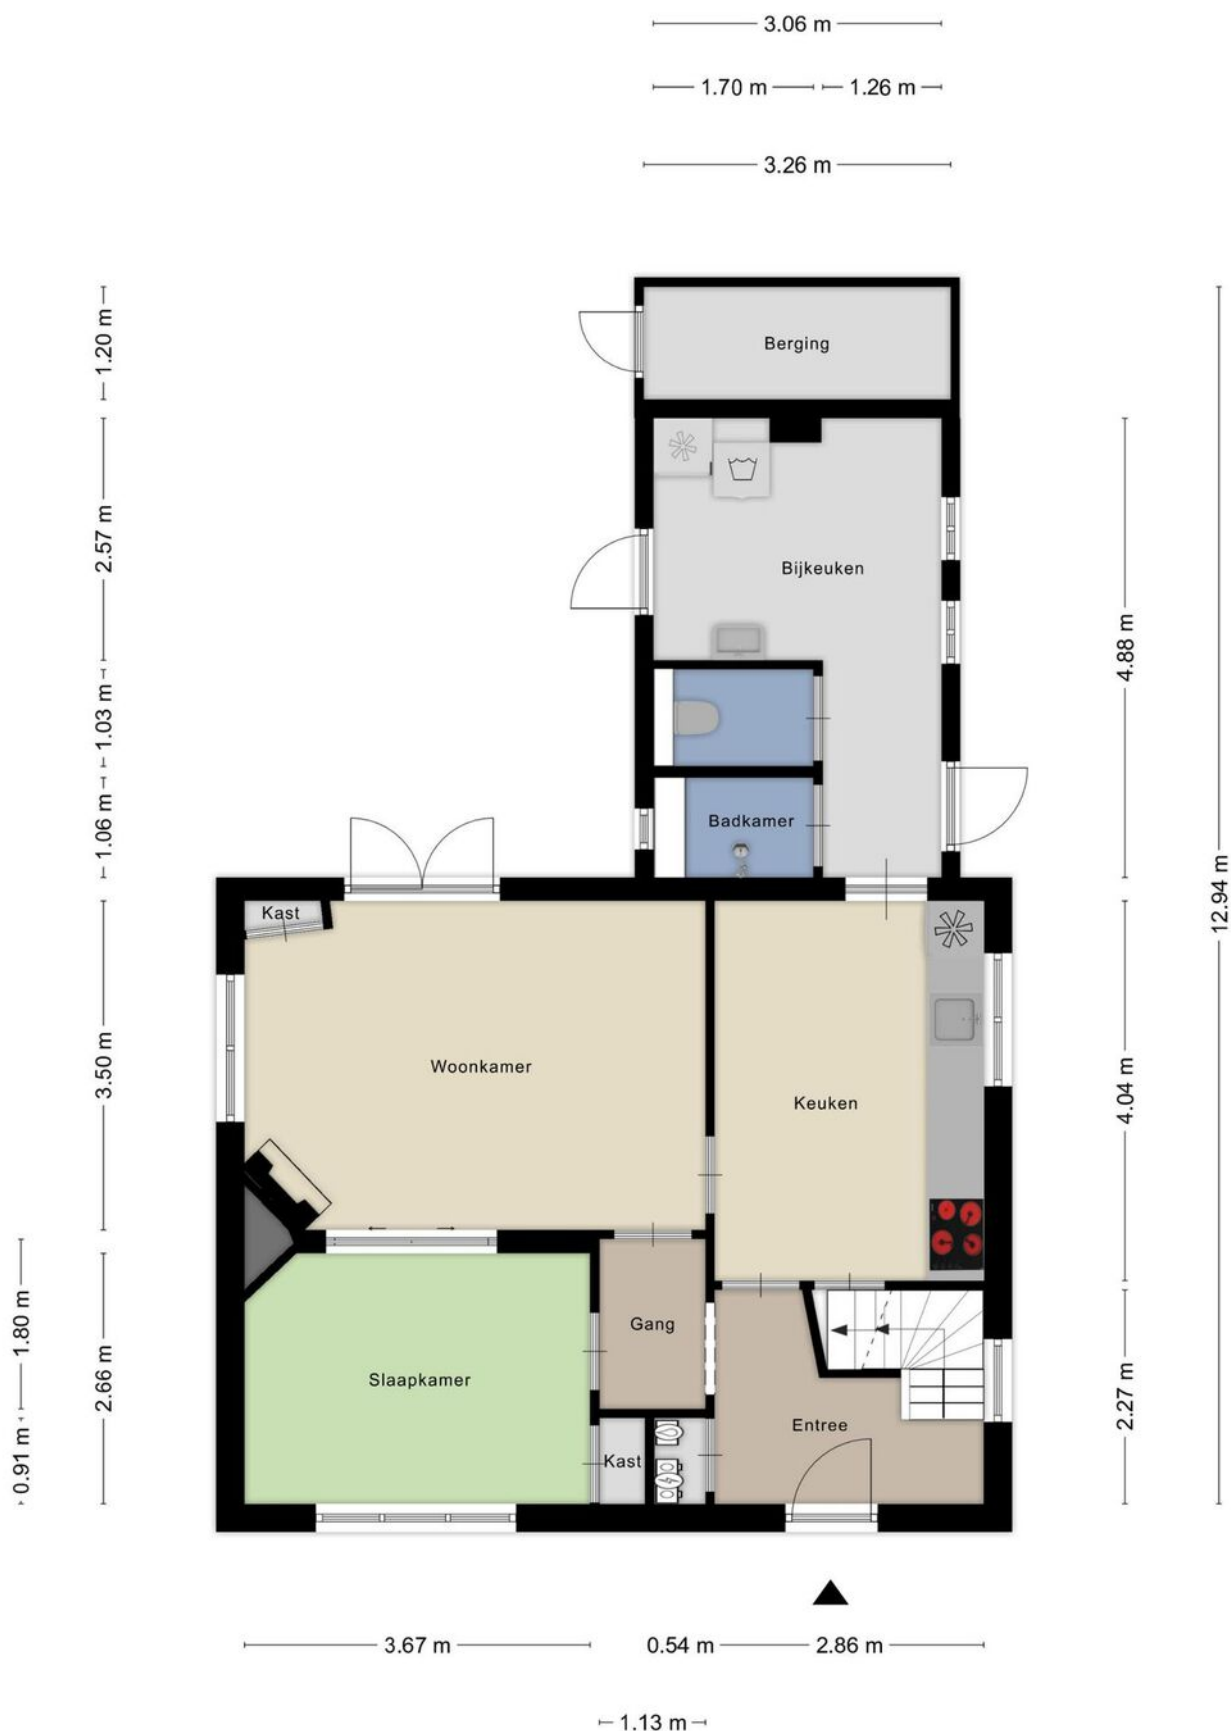 3.06 m
1.70 m
1.26 m
3.26 m
1.20 m
2.57 m
1.03 m
1.06 m
3.50 m
1.80 m
2.66 m
0.91 m
Berging
Bijkeuken
Badkamer
Kast
Woonkamer
Keuken
Gang
Slaapkamer
Entree
Kast
4.88 m
4.04 m
2.27 m
12.94 m
3.67 m
0.54 m
2.86 m
1.13 m